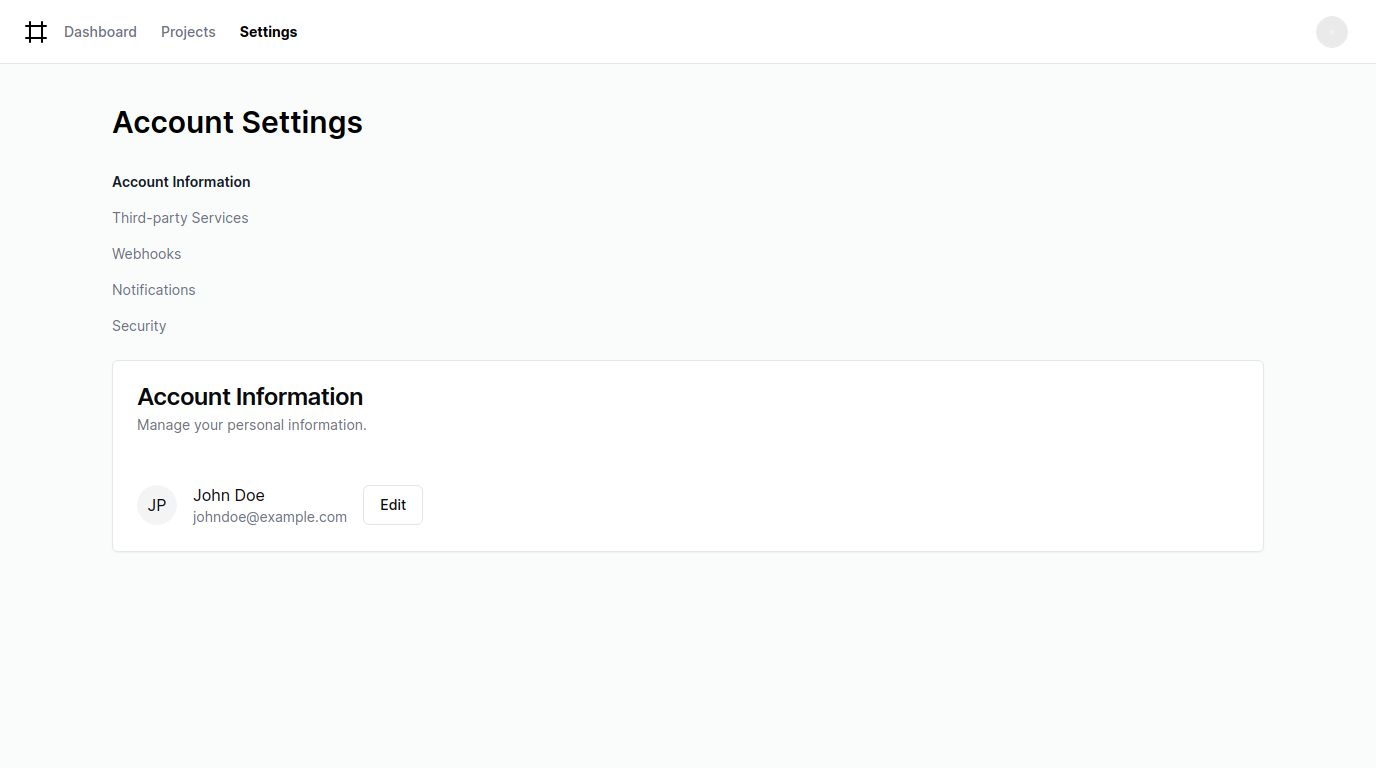 Dashboard Projects Settings
Account Settings
Account Information
Third-party Services
Webhooks
Notifications
Security
Account Information
Manage your personal information.
JP
John Doe
johndoe@example.com
Edit